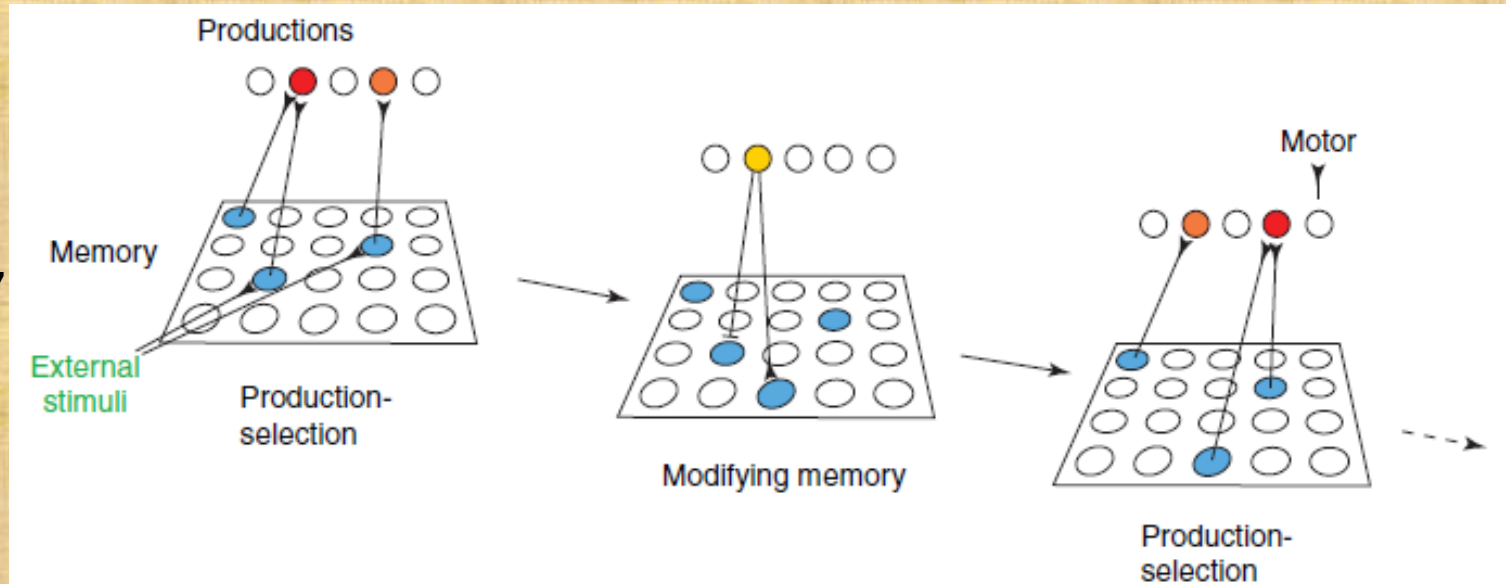 Productions
Memory
External
stimuli
Production-
selection
Modifying memory
Motor
Production-
selection